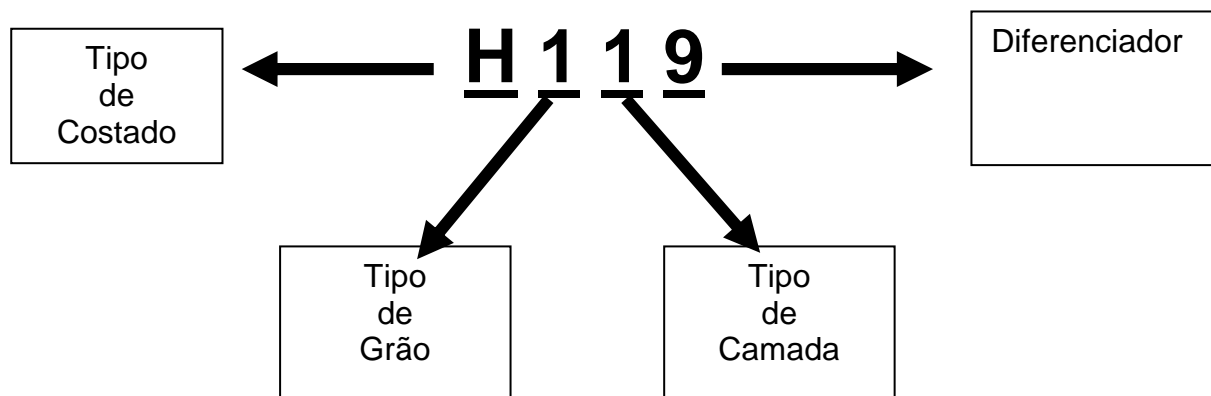 H 1 1 9
Tipo
de
Costado
Diferenciador
Tipo
de
Grão
Tipo
de
Camada